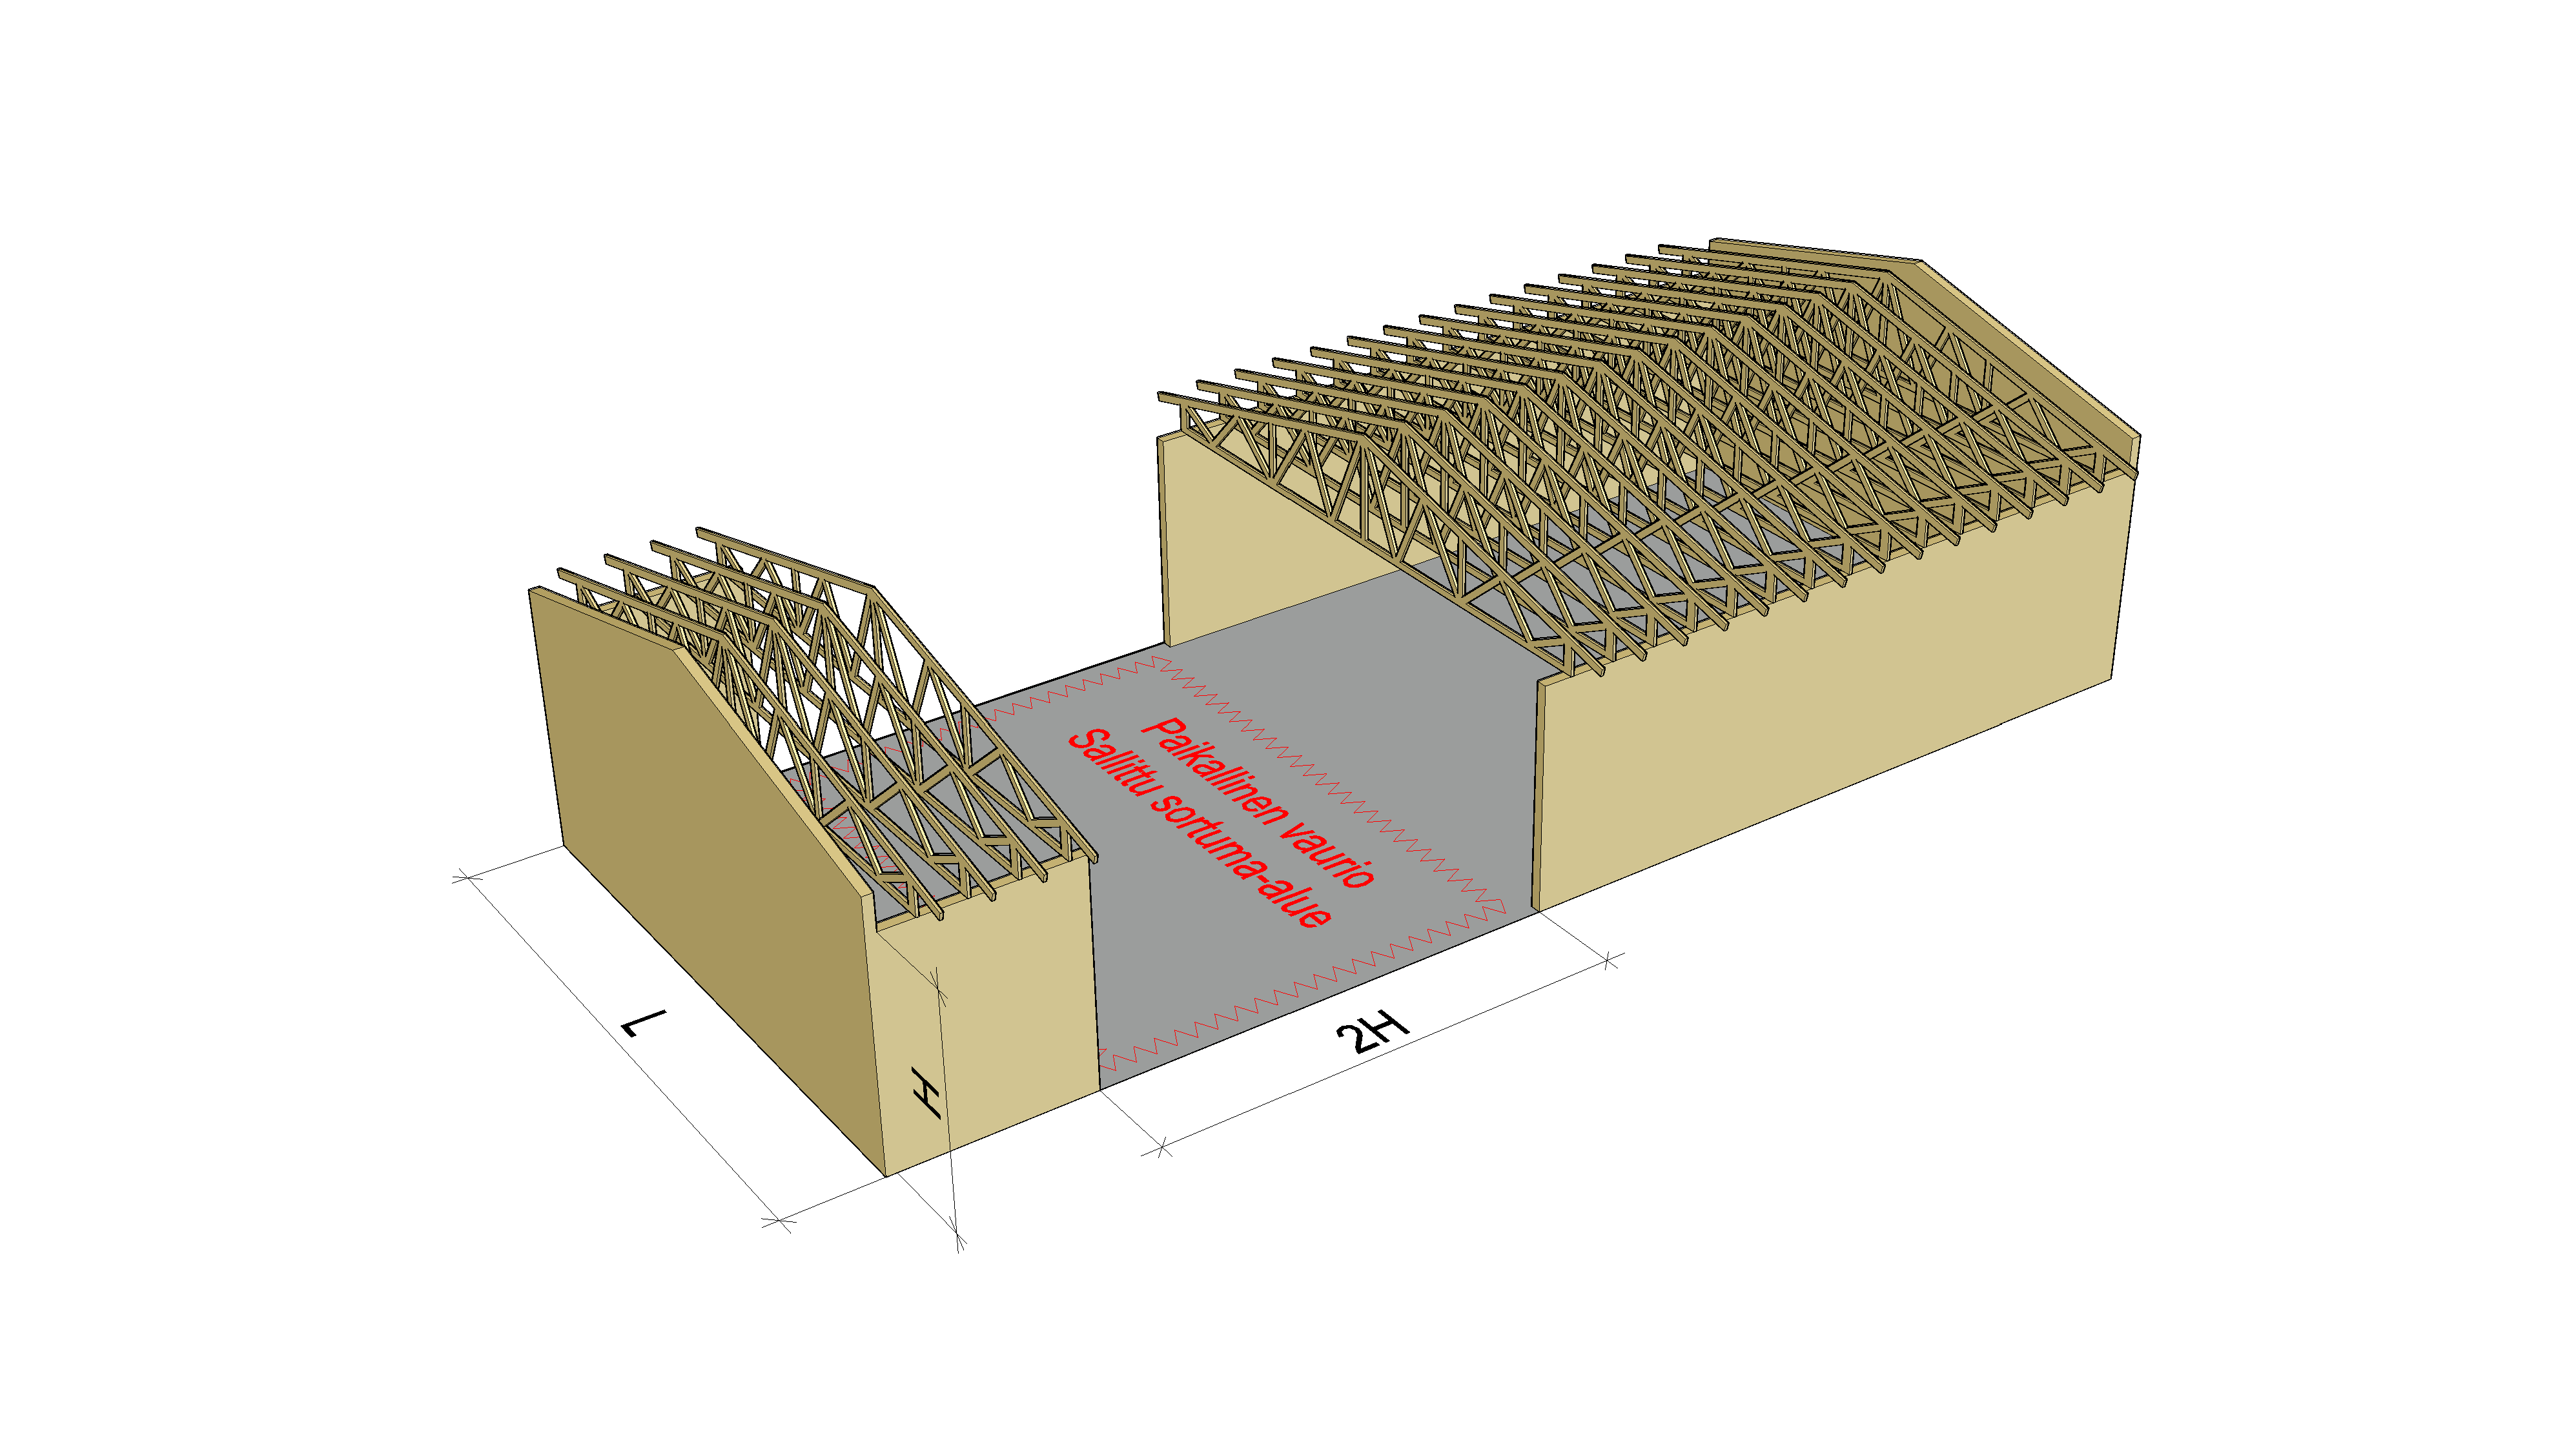 Paikallinen vaurio
Sallittu sortuma-alue
L
H
2H